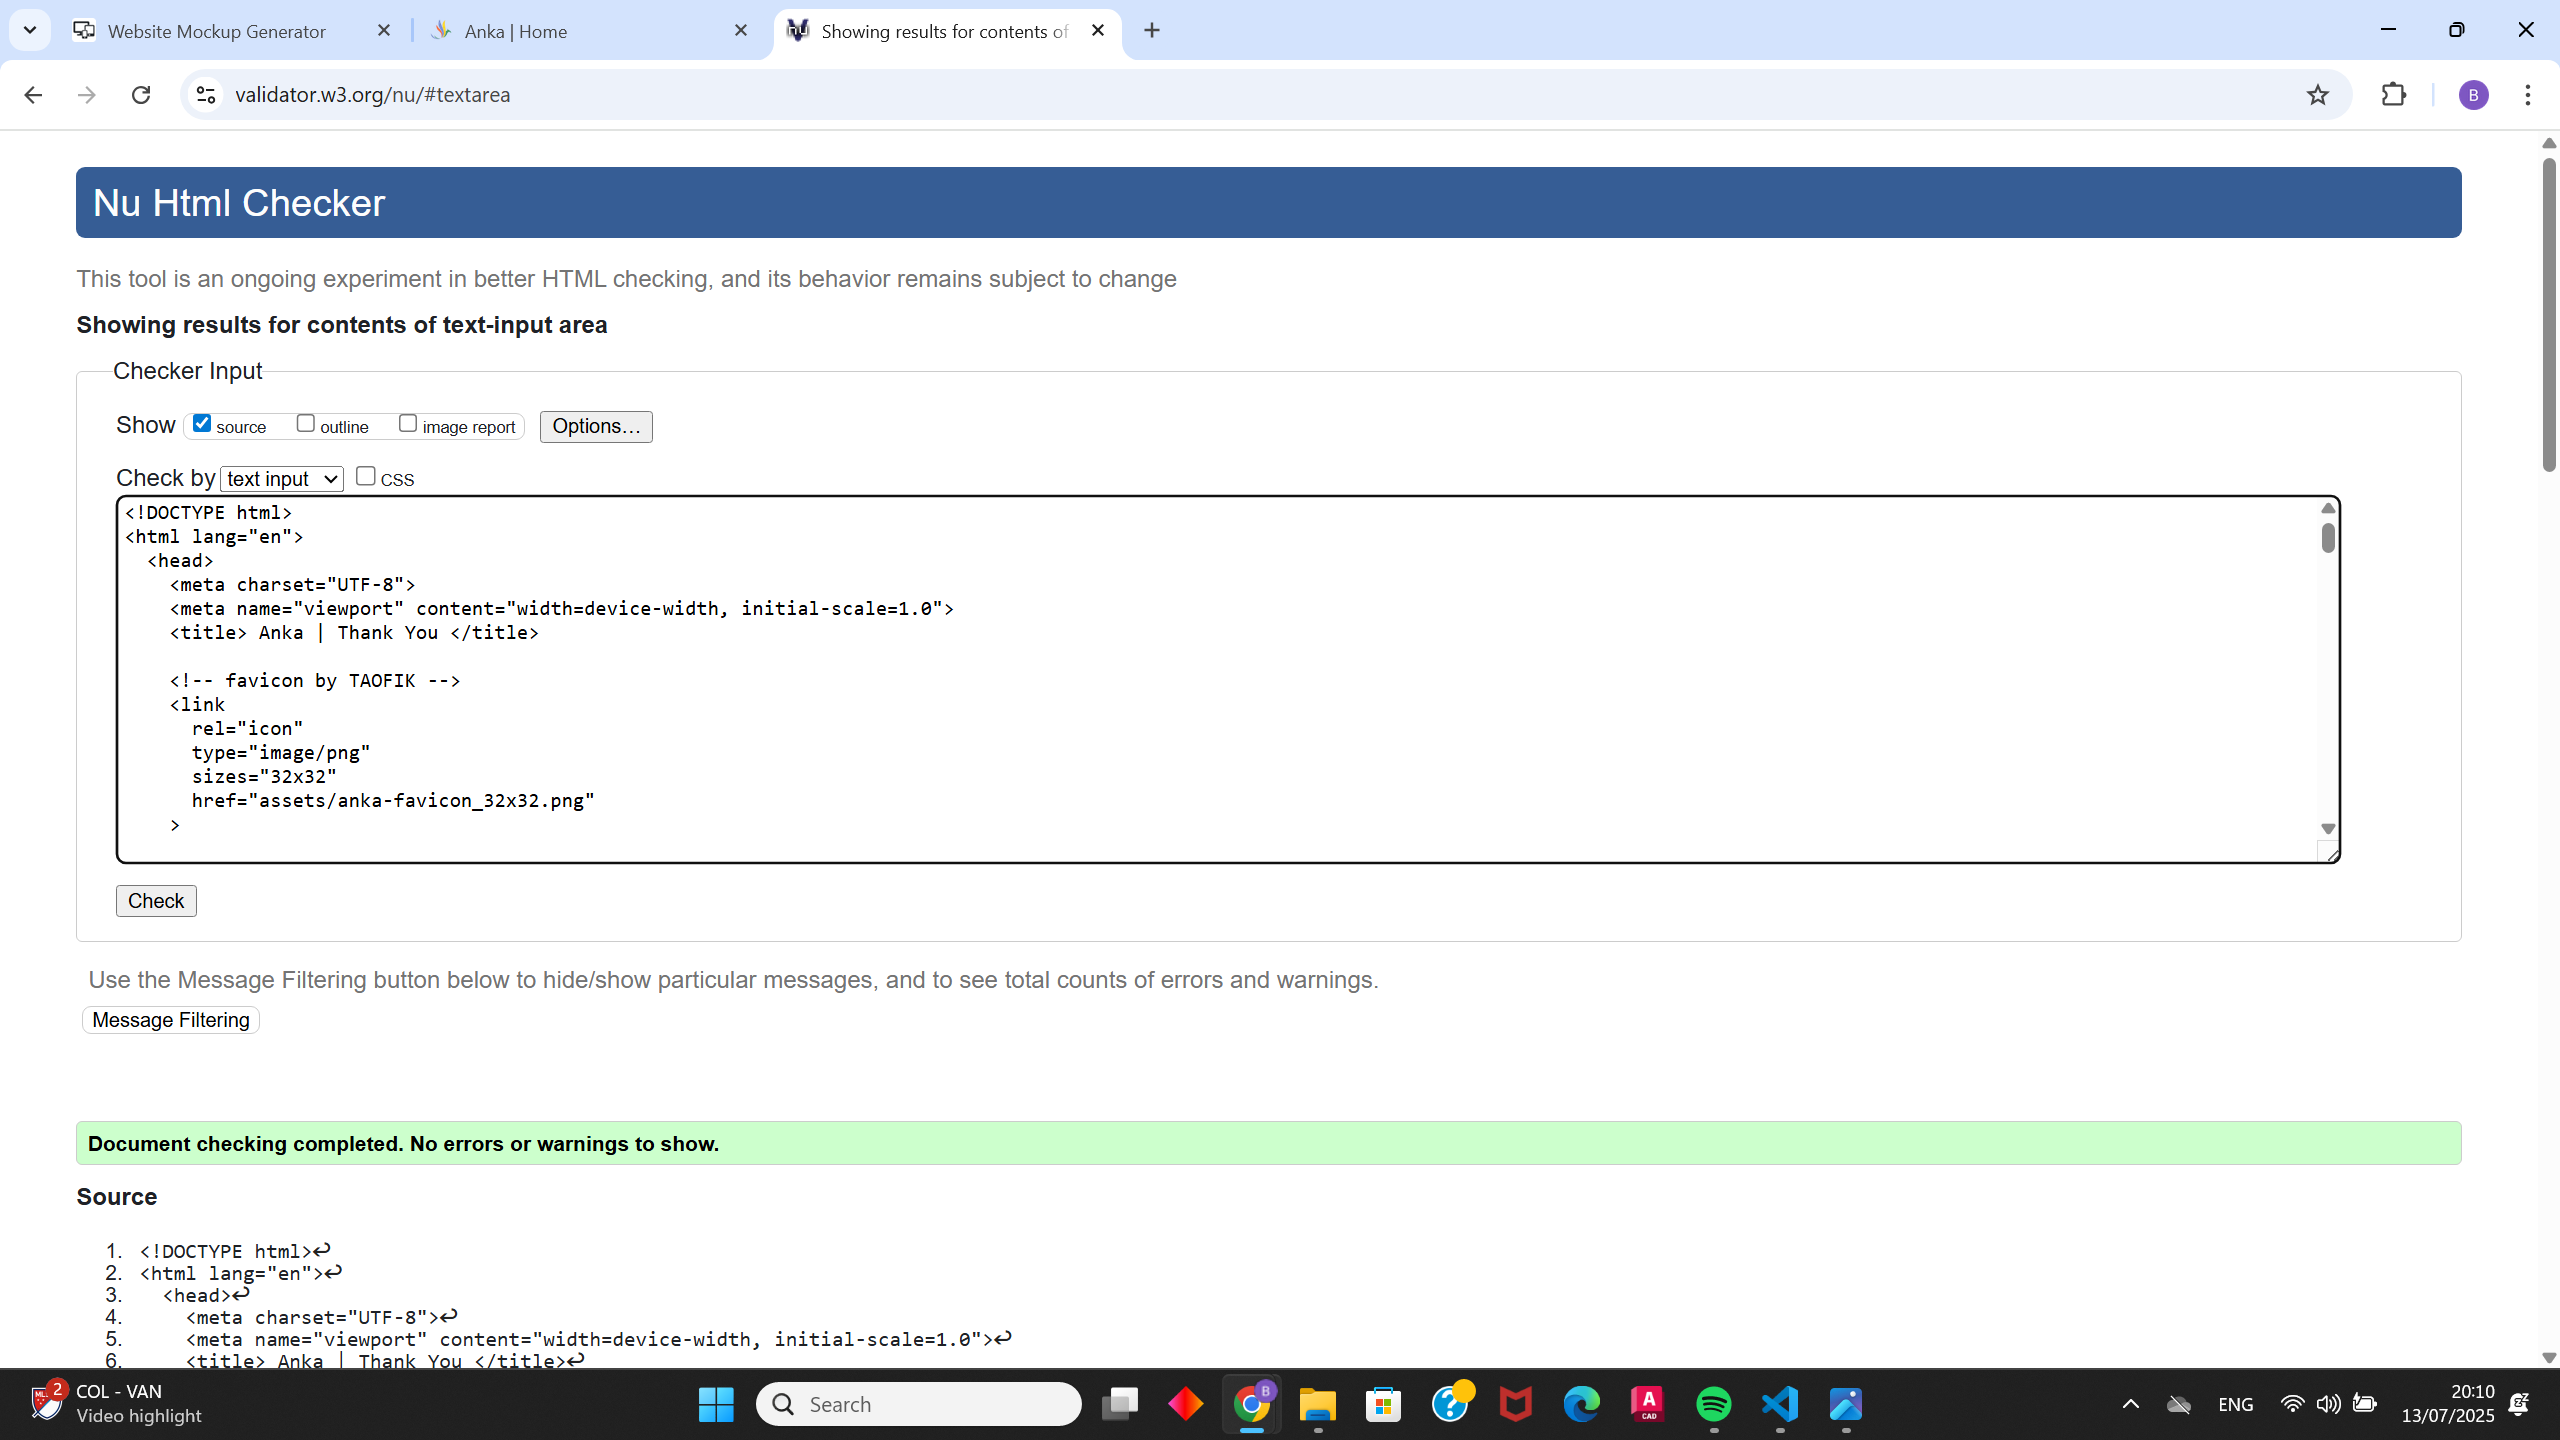 Website Mockup Generator
Anka | Home
Showing results for contents of
validator.w3.org/nu/#textarea
B
Nu Html Checker
This tool is an ongoing experiment in better HTML checking, and its behavior remains subject to change
Showing results for contents of text-input area
Checker Input
Show source outline image report Options...
Check by text input CSS
<!DOCTYPE html>
<html lang="en">
  <head>
    <meta charset="UTF-8">
    <meta name="viewport" content="width=device-width, initial-scale=1.0">
    <title> Anka | Thank You </title>
    <!-- favicon by TAOFIK -->
    <link
      rel="icon"
      type="image/png"
      sizes="32x32"
      href="assets/anka-favicon_32x32.png"
    >
Check
Use the Message Filtering button below to hide/show particular messages, and to see total counts of errors and warnings.
Message Filtering
Document checking completed. No errors or warnings to show.
Source
1. <!DOCTYPE html>↩
2. <html lang="en">↩
3.   <head>↩
4.     <meta charset="UTF-8">↩
5.     <meta name="viewport" content="width=device-width, initial-scale=1.0">↩
6.     <title> Anka | Thank You </title>↩
2
COL - VAN
Video highlight
Search
B
A
CAD
ENG
20:10
13/07/2025